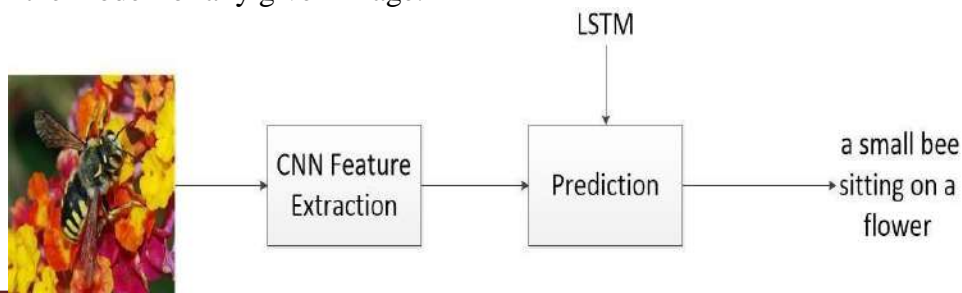 LSTM
CNN Feature
Extraction
Prediction
a small bee
sitting on a
flower